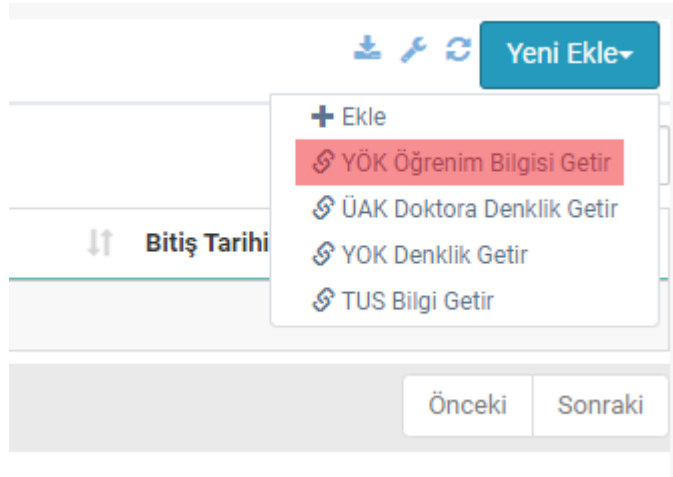 Yeni Ekle
Ekle
YÖK Öğrenim Bilgisi Getir
ÜAK Doktora Denklik Getir
YOK Denklik Getir
TUS Bilgi Getir
Bitiş Tarihi
Önceki Sonraki